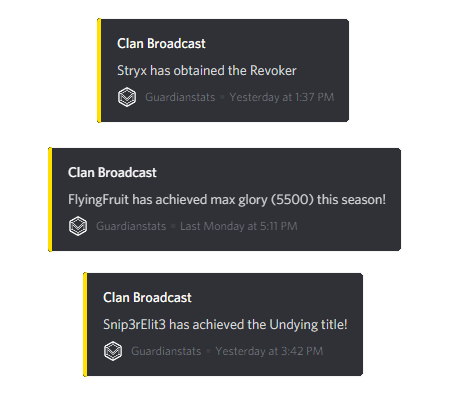 Clan Broadcast
Stryx has obtained the Revoker
Guardianstats • Yesterday at 1:37 PM
Clan Broadcast
FlyingFruit has achieved max glory (5500) this season!
Guardianstats • Last Monday at 5:11 PM
Clan Broadcast
Snip3rElit3 has achieved the Undying title!
Guardianstats • Yesterday at 3:42 PM